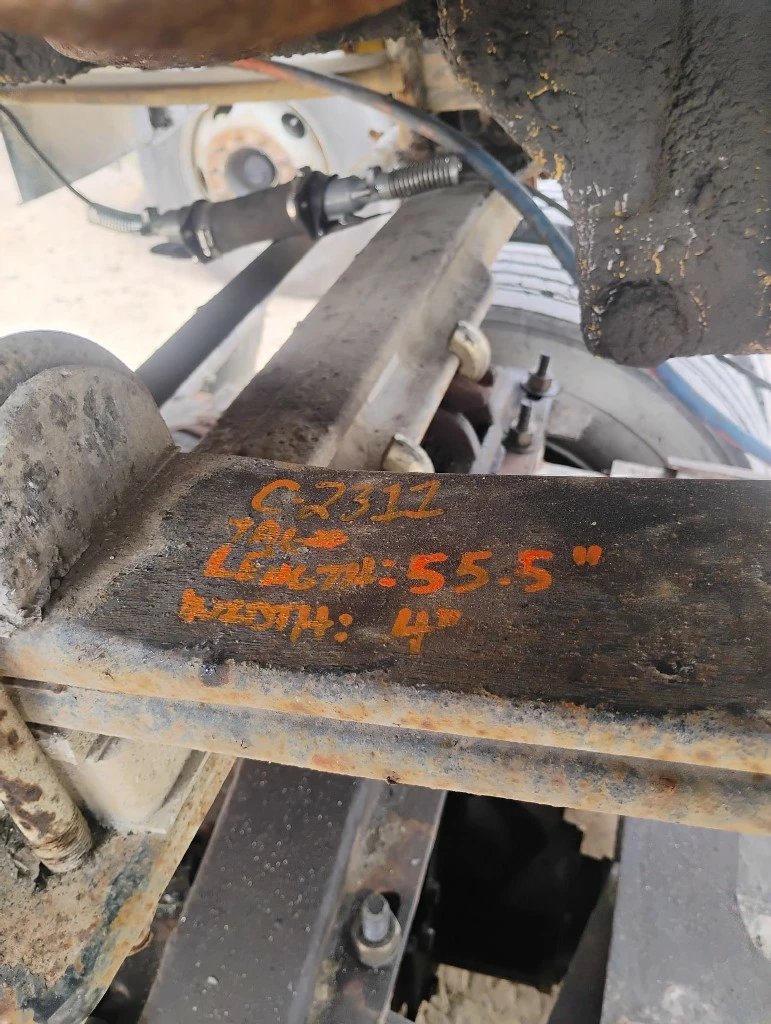 C-2311
LENGTH: 55.5"
WIDTH: 4"